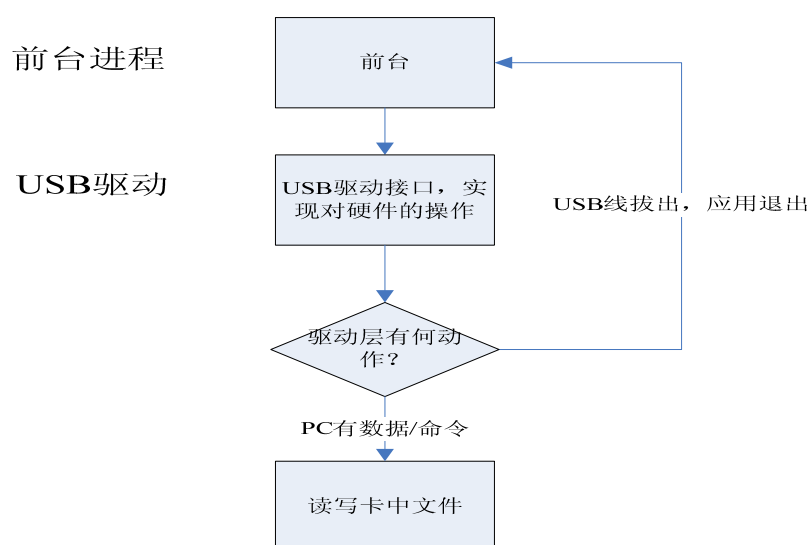 前台进程
前台
USB驱动
USB驱动接口，实
现对硬件的操作
USB线拔出，应用退出
驱动层有何动
作？
PC有数据/命令
读写卡中文件